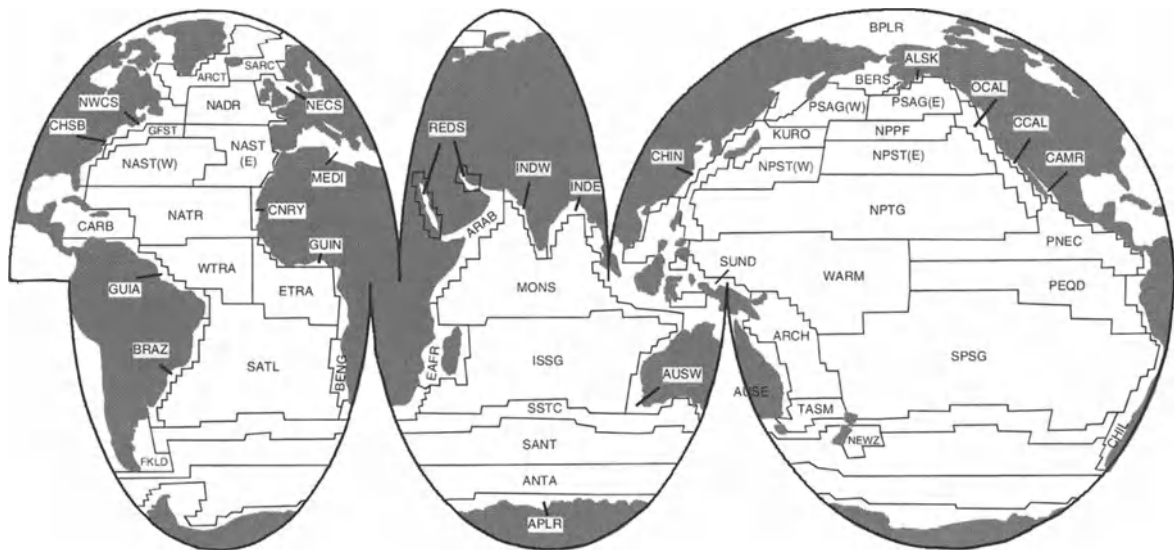 BPLR
ARCT
SARC
NWCS
NADR
NECS
CHSB
GFST
NAST(W)
NAST
(E)
MEDI
NATR
CNRY
CARB
GUIN
WTRA
GUIA
ETRA
BRAZ
SATL
BENG
FKLD
REDS
INDW
INDE
ARAB
MONS
EAFR
ISSG
AUSW
SSTC
SANT
ANTA
APLR
ALSK
BERS
OCAL
PSAG(W)
PSAG(E)
CCAL
KURO
NPPF
CHIN
NPST(W)
NPST(E)
CAMR
NPTG
PNEC
SUND
WARM
PEQD
ARCH
SPSG
AUSE
TASM
NEWZ
CHIL